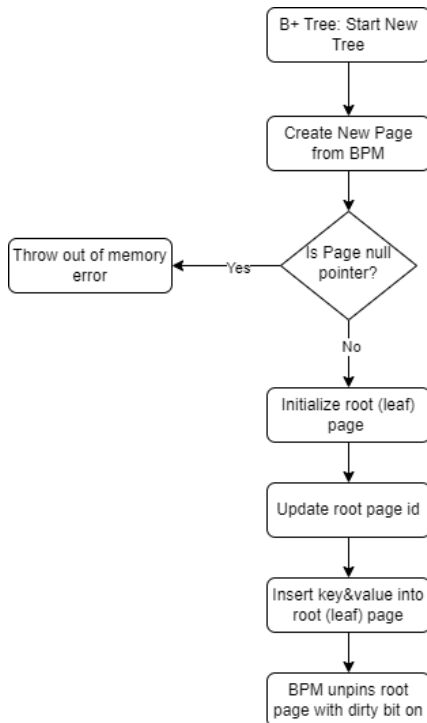 B+ Tree: Start New
Tree
Create New Page
from BPM
Is Page null
pointer?
Yes
Throw out of memory
error
No
Initialize root (leaf)
page
Update root page id
Insert key&value into
root (leaf) page
BPM unpins root
page with dirty bit on